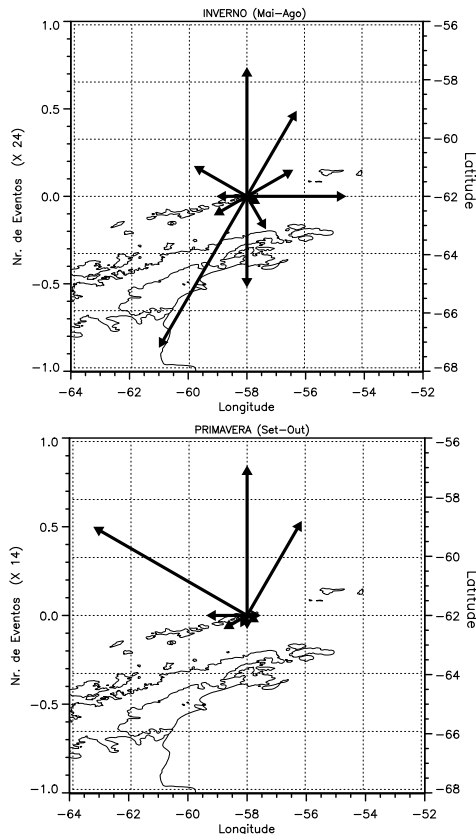 INVERNO (Mai-Ago)
1.0
0.5
0.0
-0.5
-1.0
Nr. de Eventos (X 24)
-56
-58
-60
-62
-64
-66
-68
Latitude
-64 -62 -60 -58 -56 -54 -52
Longitude
PRIMAVERA (Set-Out)
1.0
0.5
0.0
-0.5
-1.0
Nr. de Eventos (X 14)
-56
-58
-60
-62
-64
-66
-68
Latitude
-64 -62 -60 -58 -56 -54 -52
Longitude